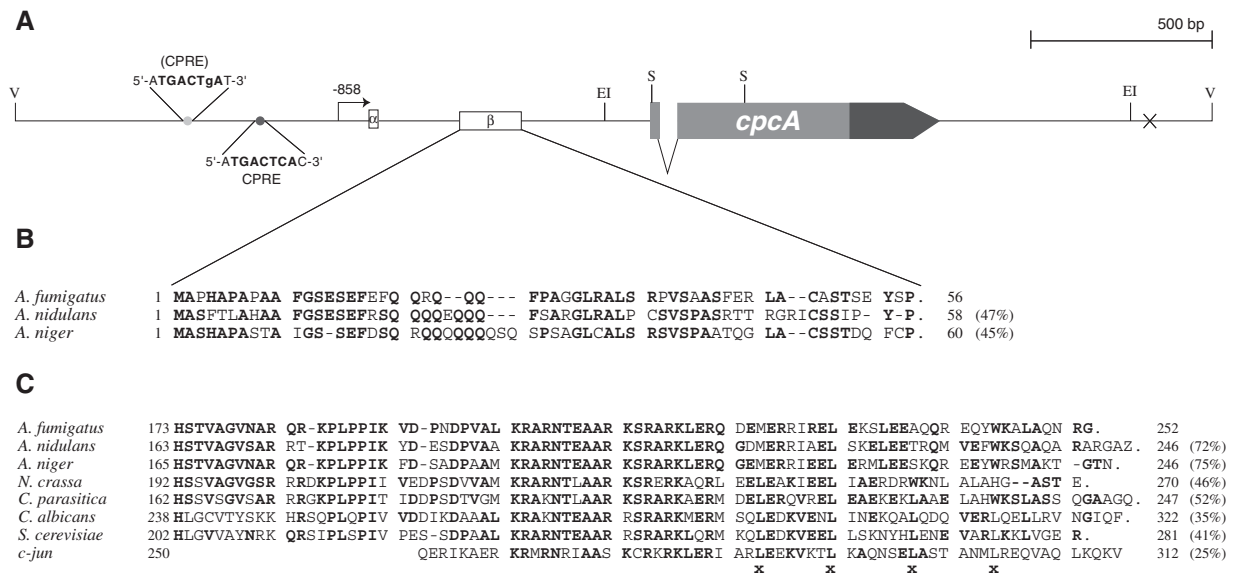 A
500 bp
(CPRE)
5'-ATGACTgAT-3'
V
-858
α
β
EI
S
S
cpcA
EI
V
5'-ATGACTCAC-3'
CPRE
B
A. fumigatus 1 MAPHAPAPAA FGSESEFEFQ QRQ--QQ--- FPAGGLRALS RPVSAASFER LA--CASTSE YSP. 56
A. nidulans 1 MASFTLAHAA FGSESEFRSQ QQQEQQQ--- FSARGLRALP CSVSPASRTT RGRICSSIP- Y-P. 58 (47%)
A. niger 1 MASHAPASTA IGS-SEFDSQ RQQQQQQQSQ SPSAGLCALS RSVSPAATQG LA--CSSTDQ FCP. 60 (45%)
C
A. fumigatus 173 HSTVAGVNAR QR-KPLPPIK VD-PNDPVAL KRARNTEAAR KSRARKLERQ DEMERRIREL EKSLEEAQQR EQYWKALAQN RG. 252
A. nidulans 163 HSTVAGVSAR RT-KPLPPIK YD-ESDPAAL KRARNTEAAR KSRARKLERQ GDMERRIAEL SKELEETRQM VEFWKSQAQA RARGAZ. 246 (72%)
A. niger 165 HSTVAGVNAR QR-KPLPPIK FD-SADPAAM KRARNTEAAR KSRARKLERQ GEMERRIEEL ERMLEESKQR EEYWRSMAKT -GTN. 246 (75%)
N. crassa 192 HSSVAGVGSR RRDKPLPPII VEDPSDVVAM KRARNTLAAR KSRERKAQRL EELEAKIEEL IAERDRWKNL ALAHG--AST E. 270 (46%)
C. parasitica 162 HSSVSGVSAR RRGKPLPPIT IDDPSDTVGM KRAKNTLAAR KSRARKAERM DELERQVREL EAEKEKLAAE LAHWKSLASS QGAAGQ. 247 (52%)
C. albicans 238 HLGCVTYSKK HRSQPLQPIV VDDIKDAAAL KRAKNTEAAR RSRARKMERM SQLEDKVENL INEKQALQDQ VERLQELLRV NGIQF. 322 (35%)
S. cerevisiae 202 HLGVVAYNRK QRSIPLSPIV PES-SDPAAL KRARNTEAAR RSRARKLQRM KQLEDKVEEL LSKNYHLENE VARLKKLVGE R. 281 (41%)
c-jun 250 QERIKAER KRMRNRIAAS KCRKRKLERI ARLEEKVKTL KAQNSELAST ANMLREQVAQ LKQKV 312 (25%)
x x x x